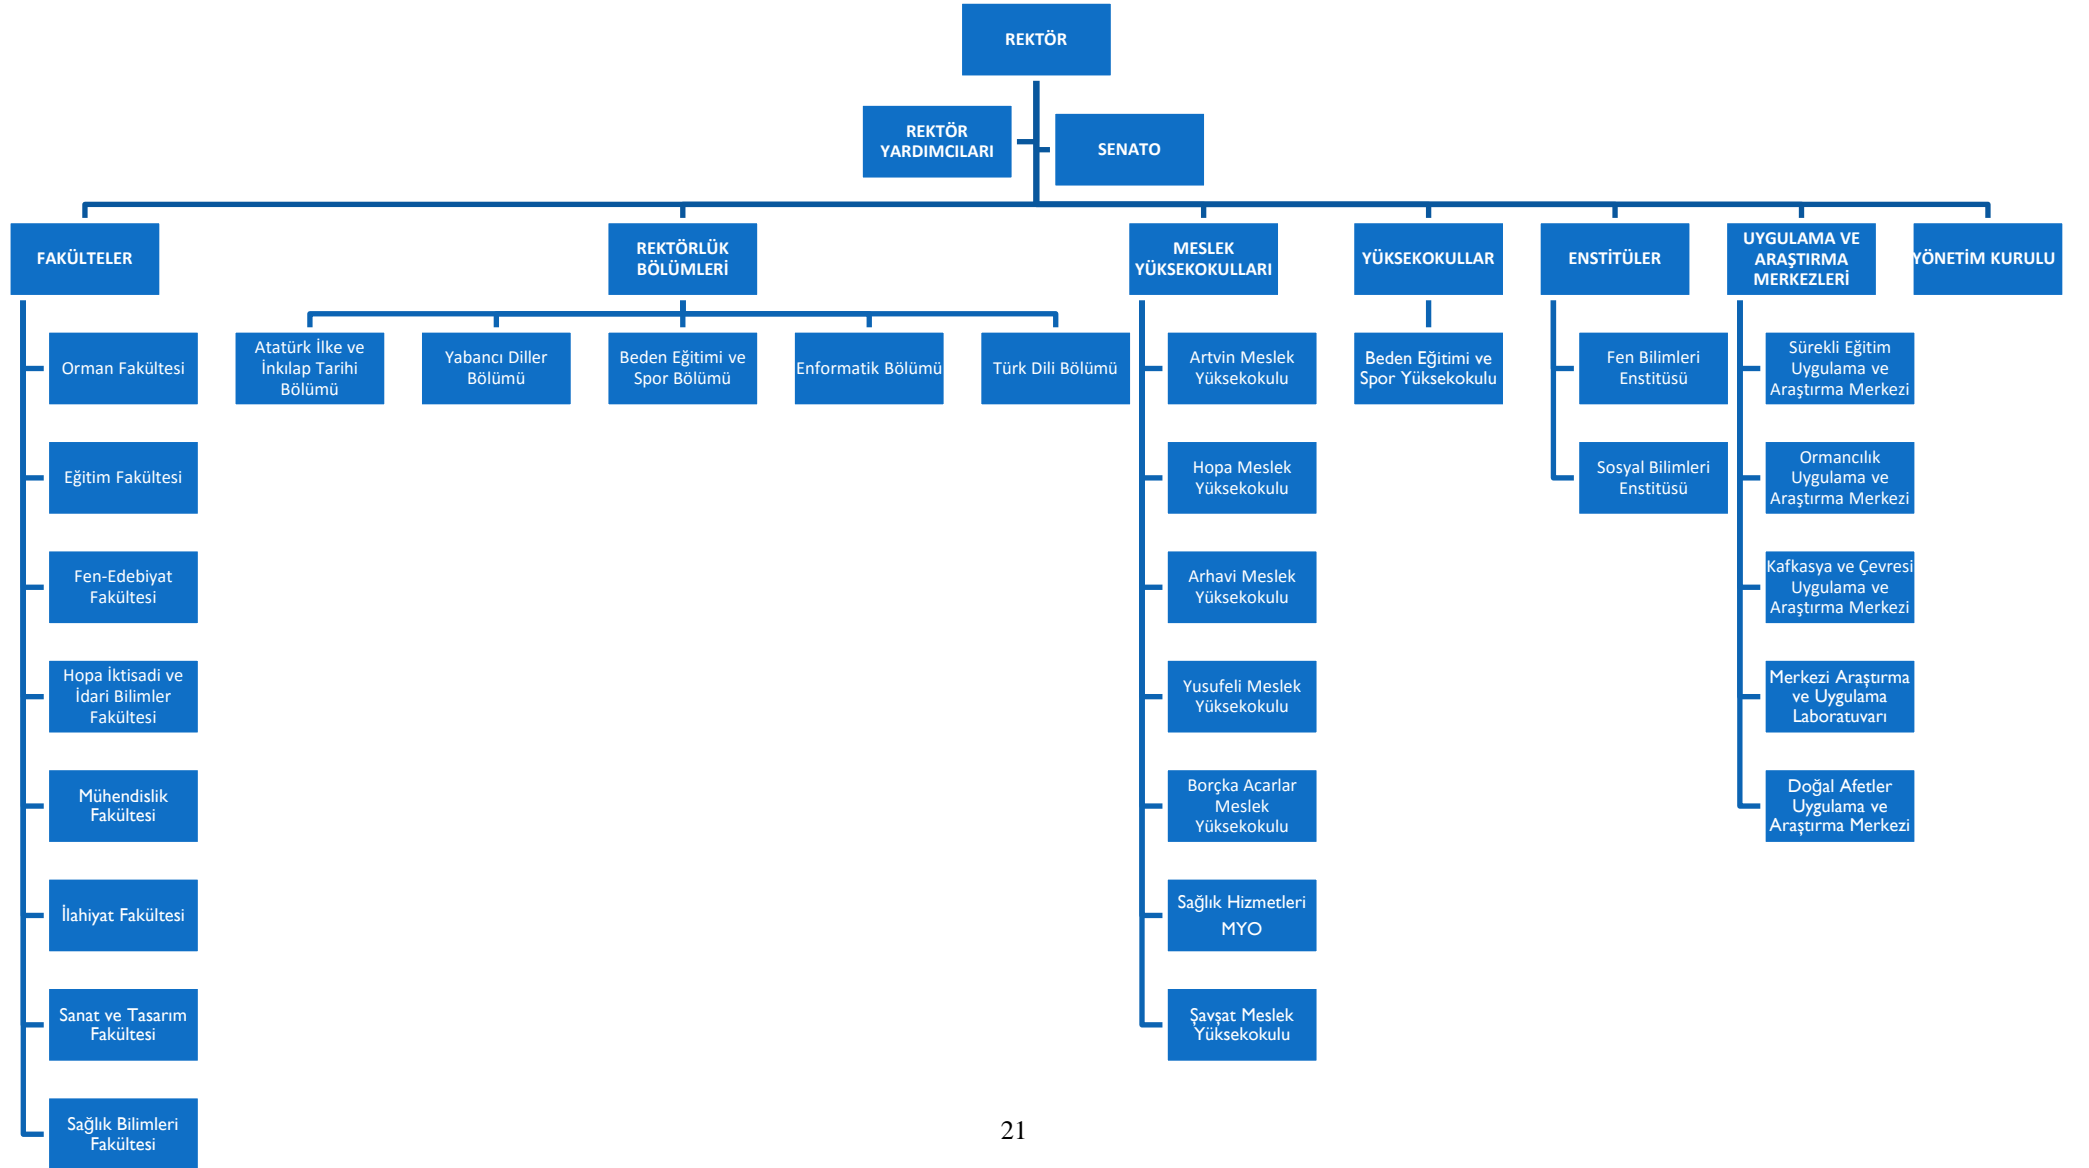 REKTÖR
REKTÖR
YARDIMCILARI
SENATO
FAKÜLTELER
REKTÖRLÜK
BÖLÜMLERİ
MESLEK
YÜKSEKOKULLARI
YÜKSEKOKULLAR
ENSTİTÜLER
UYGULAMA VE
ARAŞTIRMA
MERKEZLERİ
YÖNETİM KURULU
Orman Fakültesi
Eğitim Fakültesi
Fen-Edebiyat
Fakültesi
Hopa İktisadi ve
İdari Bilimler
Fakültesi
Mühendislik
Fakültesi
İlahiyat Fakültesi
Sanat ve Tasarım
Fakültesi
Sağlık Bilimleri
Fakültesi
Atatürk İlke ve
İnkılap Tarihi
Bölümü
Yabancı Diller
Bölümü
Beden Eğitimi ve
Spor Bölümü
Enformatik Bölümü
Türk Dili Bölümü
Artvin Meslek
Yüksekokulu
Hopa Meslek
Yüksekokulu
Arhavi Meslek
Yüksekokulu
Yusufeli Meslek
Yüksekokulu
Borçka Acarlar
Meslek
Yüksekokulu
Sağlık Hizmetleri
MYO
Şavşat Meslek
Yüksekokulu
Beden Eğitimi ve
Spor Yüksekokulu
Fen Bilimleri
Enstitüsü
Sosyal Bilimleri
Enstitüsü
Sürekli Eğitim
Uygulama ve
Araştırma Merkezi
Ormancılık
Uygulama ve
Araştırma Merkezi
Kafkasya ve Çevresi
Uygulama ve
Araştırma Merkezi
Merkezi Araştırma
ve Uygulama
Laboratuvarı
Doğal Afetler
Uygulama ve
Araştırma Merkezi
21